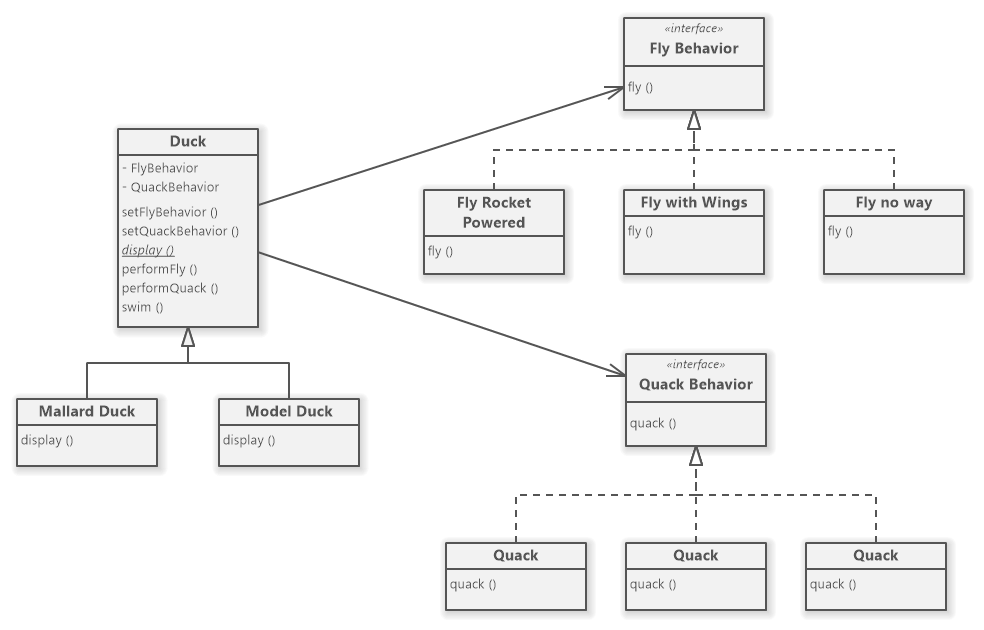 «interface»
Fly Behavior
fly ()
Duck
- FlyBehavior
- QuackBehavior
setFlyBehavior ()
setQuackBehavior ()
display ()
performFly ()
performQuack ()
swim ()
Fly Rocket
Powered
fly ()
Fly with Wings
fly ()
Fly no way
fly ()
Mallard Duck
display ()
Model Duck
display ()
«interface»
Quack Behavior
quack ()
Quack
quack ()
Quack
quack ()
Quack
quack ()